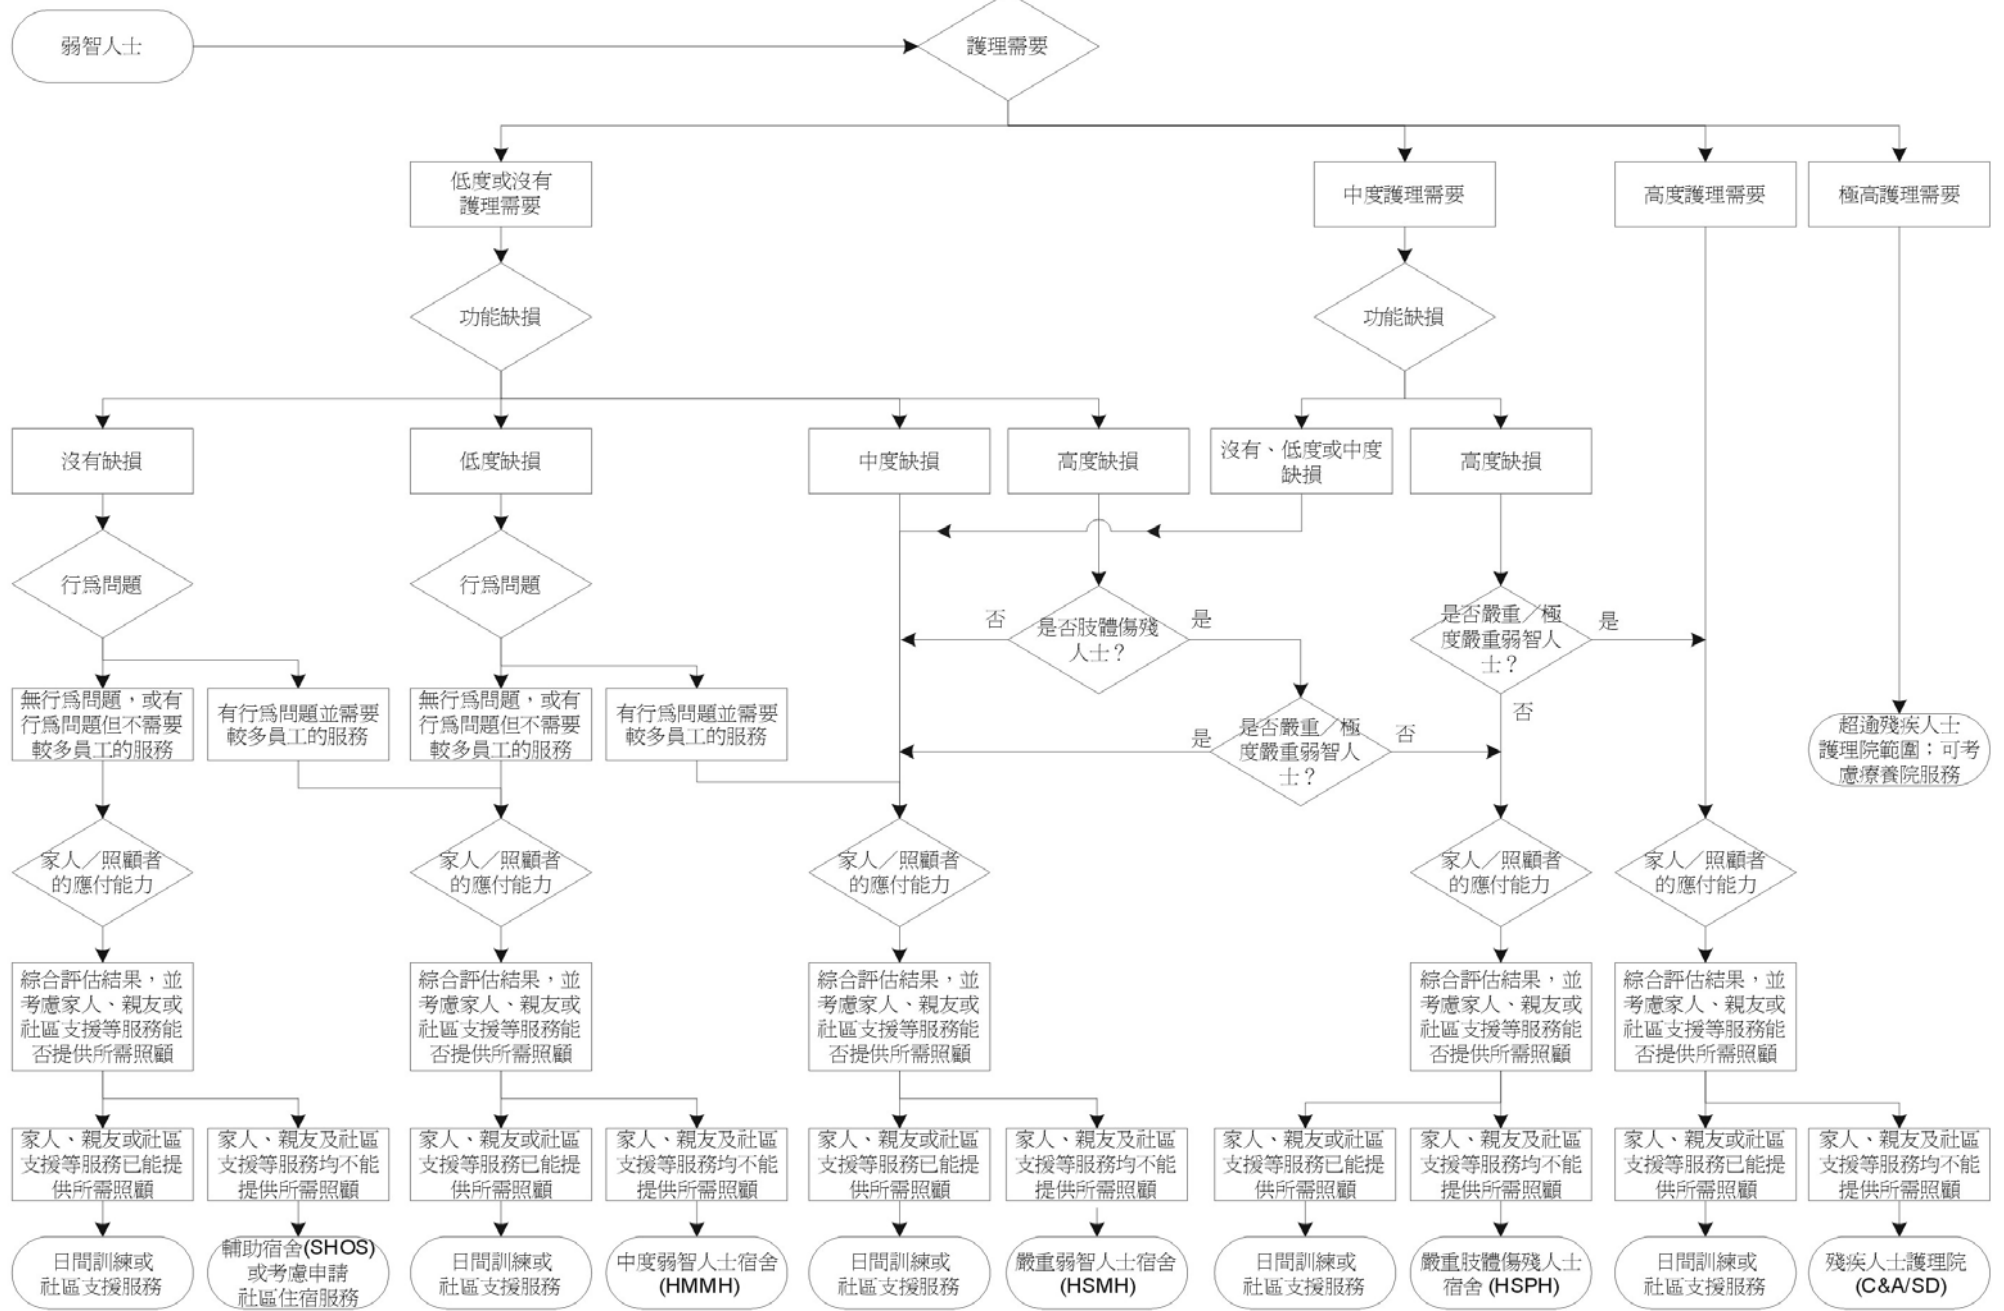 弱智人士
護理需要
低度或沒有
護理需要
中度護理需要
高度護理需要
極高護理需要
功能缺損
功能缺損
沒有缺損
低度缺損
中度缺損
高度缺損
沒有、低度或中度
缺損
高度缺損
行為問題
行為問題
否
是否肢體傷殘
人士？
是
是否嚴重／極
度嚴重弱智人
士？
是
否
無行為問題，或有
行為問題但不需要
較多員工的服務
有行為問題並需要
較多員工的服務
無行為問題，或有
行為問題但不需要
較多員工的服務
有行為問題並需要
較多員工的服務
是
是否嚴重／極
度嚴重弱智人
士？
否
超逾殘疾人士
護理院範圍；可考
慮療養院服務
家人／照顧者
的應付能力
家人／照顧者
的應付能力
家人／照顧者
的應付能力
家人／照顧者
的應付能力
家人／照顧者
的應付能力
綜合評估結果，並
考慮家人、親友或
社區支援等服務能
否提供所需照顧
綜合評估結果，並
考慮家人、親友或
社區支援等服務能
否提供所需照顧
綜合評估結果，並
考慮家人、親友或
社區支援等服務能
否提供所需照顧
綜合評估結果，並
考慮家人、親友或
社區支援等服務能
否提供所需照顧
綜合評估結果，並
考慮家人、親友或
社區支援等服務能
否提供所需照顧
家人、親友或社區
支援等服務已能提
供所需照顧
家人、親友及社區
支援等服務均不能
提供所需照顧
家人、親友或社區
支援等服務已能提
供所需照顧
家人、親友及社區
支援等服務均不能
提供所需照顧
家人、親友或社區
支援等服務已能提
供所需照顧
家人、親友及社區
支援等服務均不能
提供所需照顧
家人、親友或社區
支援等服務已能提
供所需照顧
家人、親友及社區
支援等服務均不能
提供所需照顧
家人、親友或社區
支援等服務已能提
供所需照顧
家人、親友及社區
支援等服務均不能
提供所需照顧
日間訓練或
社區支援服務
輔助宿舍(SHOS)
或考慮申請
社區住宿服務
日間訓練或
社區支援服務
中度弱智人士宿舍
(HMMH)
日間訓練或
社區支援服務
嚴重弱智人士宿舍
(HSMH)
日間訓練或
社區支援服務
嚴重肢體傷殘人士
宿舍 (HSPH)
日間訓練或
社區支援服務
殘疾人士護理院
(C&A/SD)